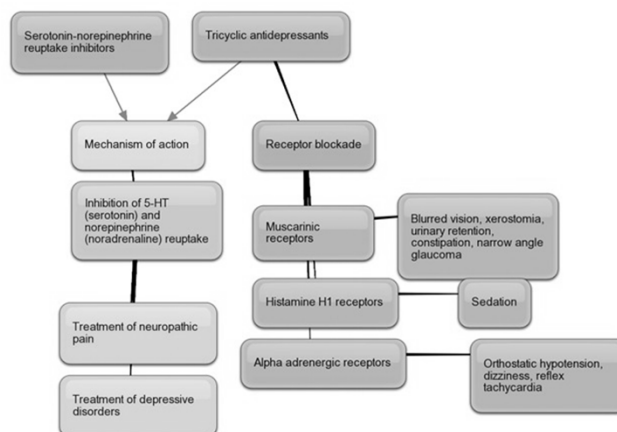 Serotonin-norepinephrine
reuptake inhibitors
Tricyclic antidepressants
Mechanism of action
Receptor blockade
Inhibition of 5-HT
(serotonin) and
norepinephrine
(noradrenaline) reuptake
Muscarinic
receptors
Blurred vision, xerostomia,
urinary retention,
constipation, narrow angle
glaucoma
Histamine H1 receptors
Sedation
Treatment of neuropathic
pain
Alpha adrenergic receptors
Orthostatic hypotension,
dizziness, reflex
tachycardia
Treatment of depressive
disorders